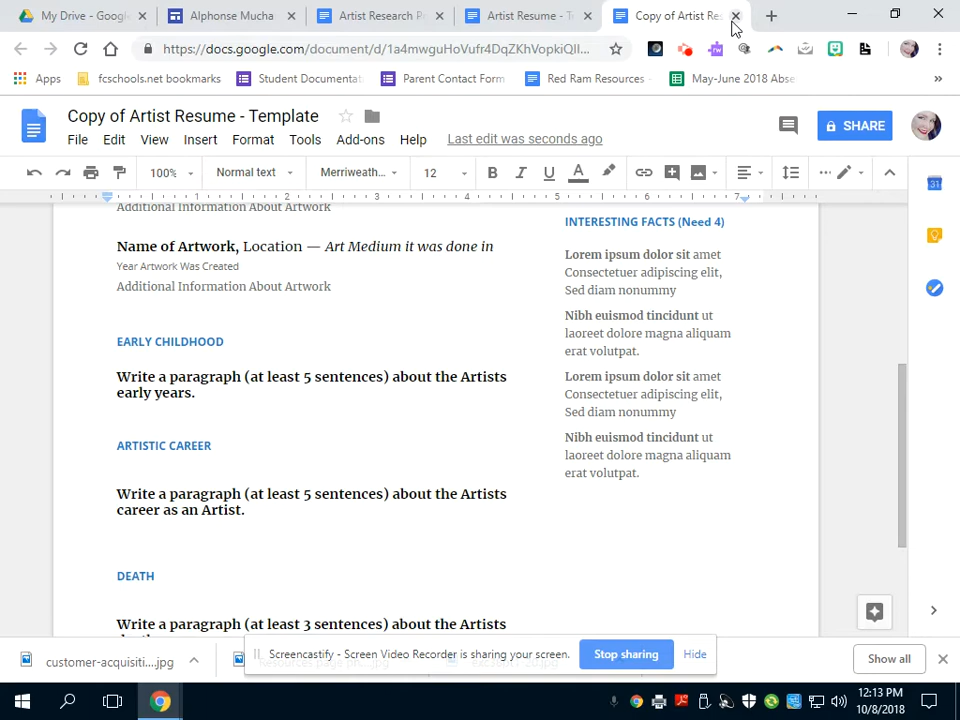 My Drive - Googl
Alphonse Mucha
Artist Research P
Artist Resume - T
Copy of Artist Re
https://docs.google.com/document/d/1a4mwguHoVufr4DqZKhVopkiQlI...
Apps
fcschools.net bookmarks
Student Documenta
Parent Contact Form
Red Ram Resources -
May-June 2018 Abse
»
Copy of Artist Resume - Template
SHARE
File Edit View Insert Format Tools Add-ons Help Last edit was seconds ago
100% Normal text Merriweath... 12 B I U A
1 2 3 4 5 6 7
31
Additional Information About Artwork
Name of Artwork, Location — Art Medium it was done in
Year Artwork Was Created
Additional Information About Artwork
EARLY CHILDHOOD
Write a paragraph (at least 5 sentences) about the Artists
early years.
ARTISTIC CAREER
Write a paragraph (at least 5 sentences) about the Artists
career as an Artist.
DEATH
Write a paragraph (at least 3 sentences) about the Artists
INTERESTING FACTS (Need 4)
Lorem ipsum dolor sit amet
Consectetuer adipiscing elit,
Sed diam nonummy
Nibh euismod tincidunt ut
laoreet dolore magna aliquam
erat volutpat.
Lorem ipsum dolor sit amet
Consectetuer adipiscing elit,
Sed diam nonummy
Nibh euismod tincidunt ut
laoreet dolore magna aliquam
erat volutpat.
customer-acquisiti....jpg
Screencastify - Screen Video Recorder is sharing your screen.
Stop sharing
Hide
Show all
12:13 PM
10/8/2018